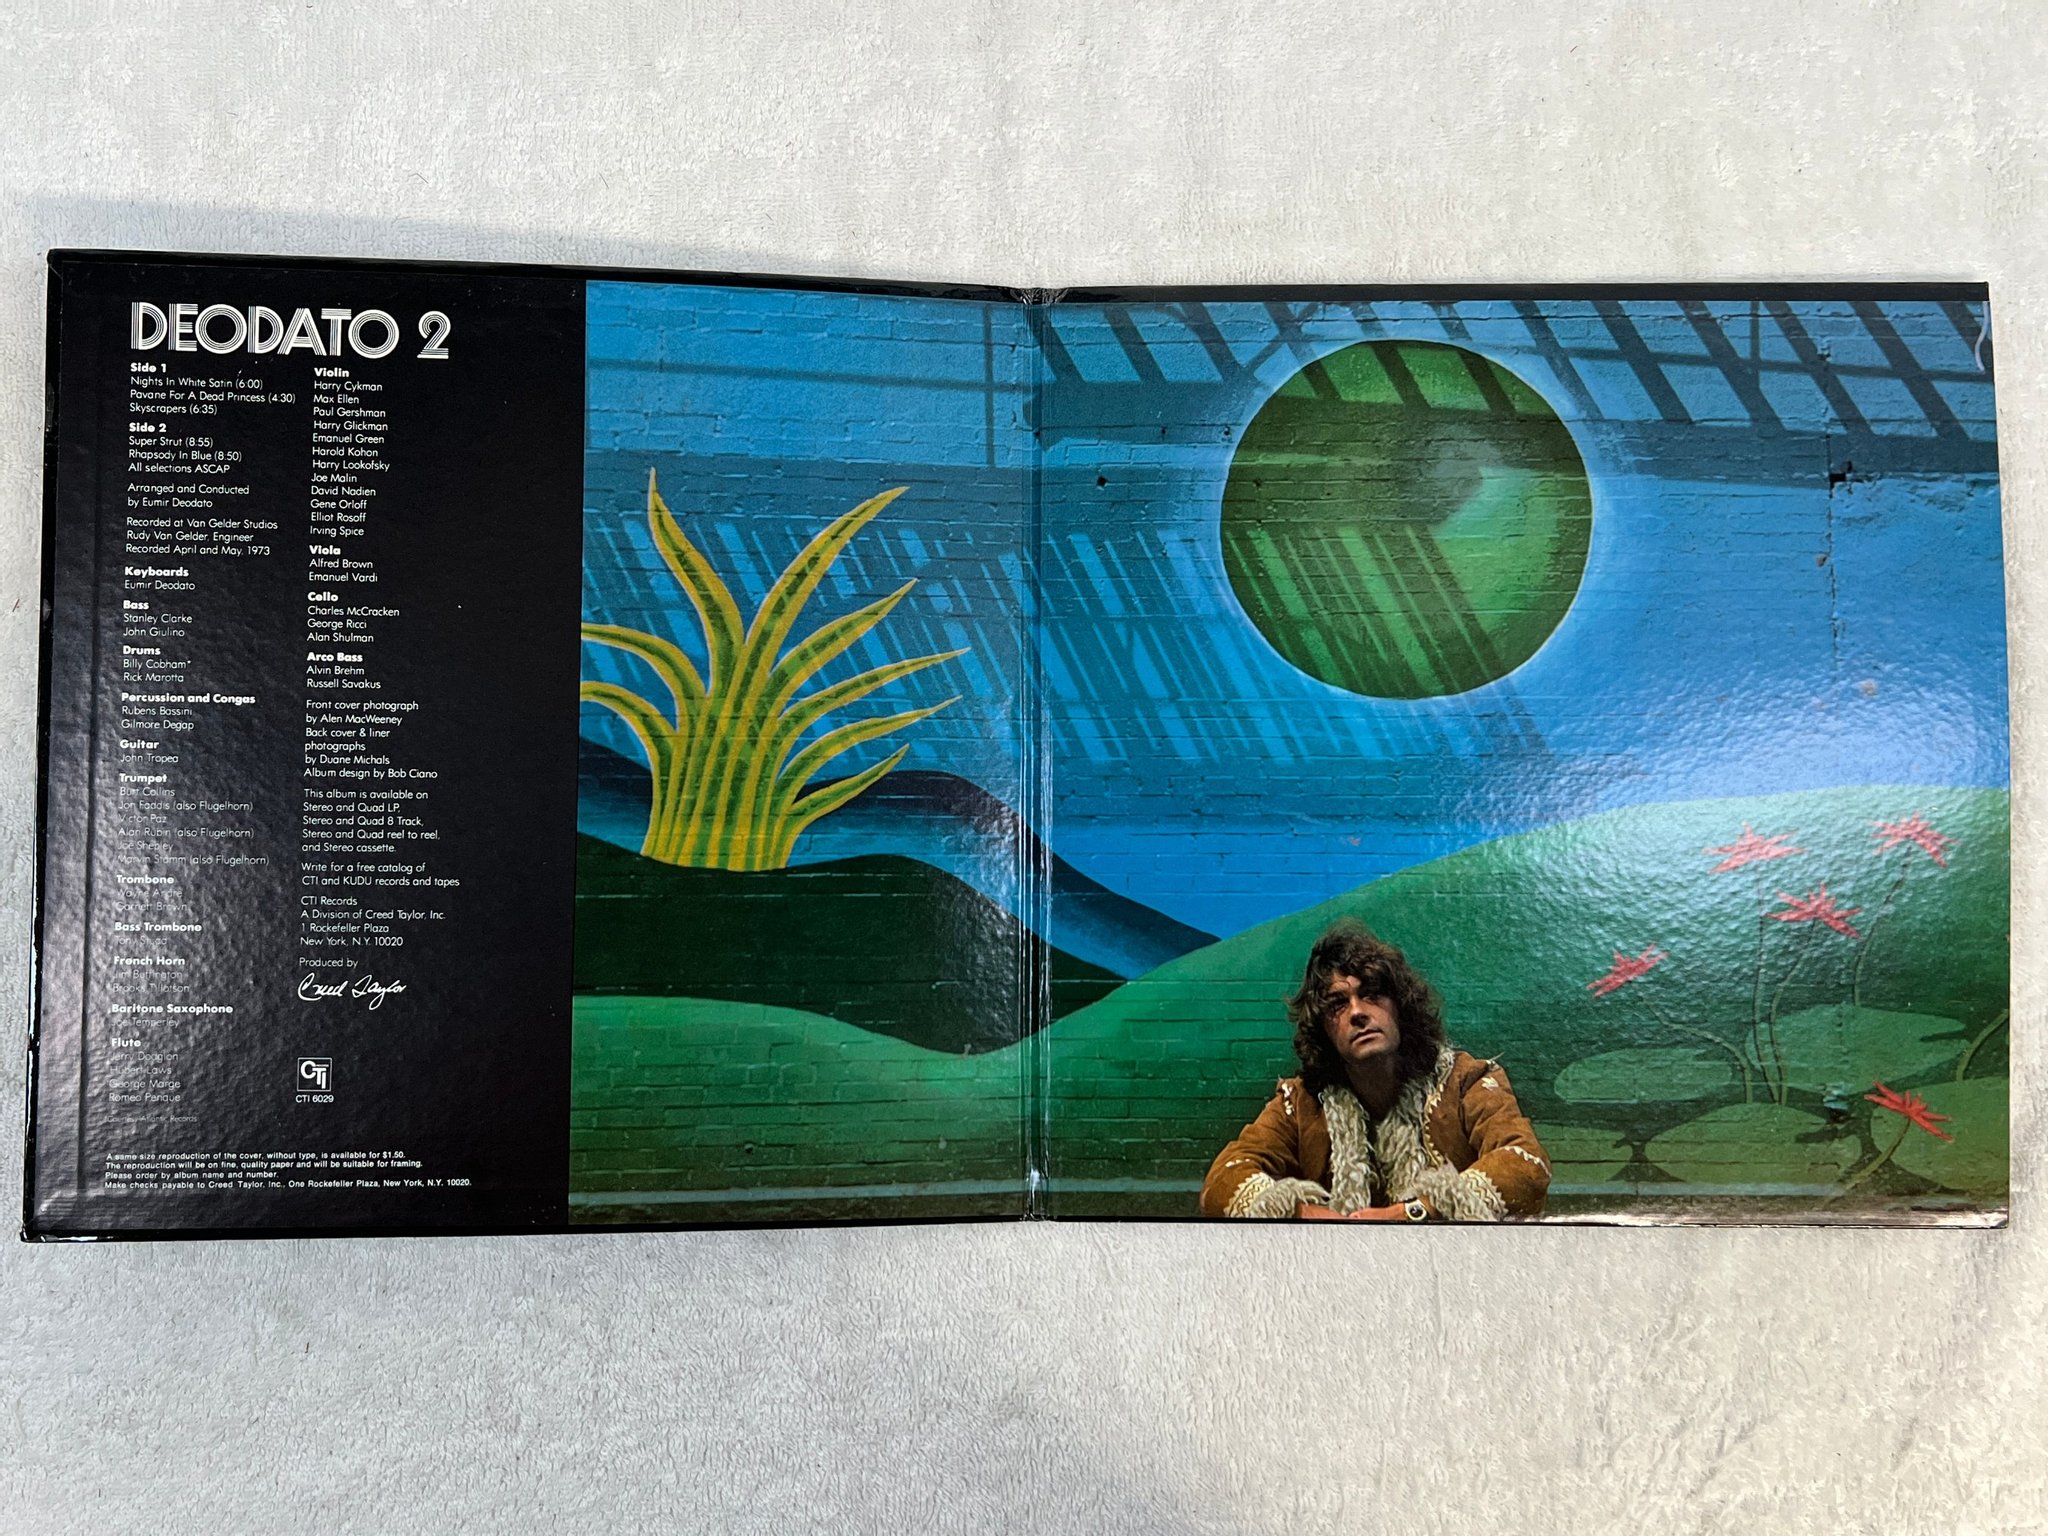 DEODATO 2
Side 1
Nights In White Satin (6:00)
Pavane For A Dead Princess (4:30)
Skyscrapers (6:35)
Side 2
Super Strut (8:55)
Rhapsody In Blue (8:50)
All selections ASCAP
Arranged and Conducted
by Eumir Deodato
Recorded at Van Gelder Studios
Rudy Van Gelder, Engineer
Recorded April and May, 1973
Keyboards
Eumir Deodato
Bass
Stanley Clarke
John Giulino
Drums
Billy Cobham*
Rick Marotta
Percussion and Congas
Rubens Bassini
Gilmore Degap
Guitar
John Tropea
Trumpet
Burt Collins
Jon Faddis (also Flugelhorn)
Victor Paz
Alan Rubin (also Flugelhorn)
Joe Shepley
Marvin Stamm (also Flugelhorn)
Trombone
Wayne Andre
Garnett Brown
Bass Trombone
Tony Studd
French Horn
Jim Buffington
Brooks Tillotson
Baritone Saxophone
Joe Temperley
Flute
Jerry Dodgion
Hubert Laws
George Marge
Romeo Penque
*Courtesy Atlantic Records
Violin
Harry Cykman
Max Ellen
Paul Gershman
Harry Glickman
Emanuel Green
Harold Kohon
Harry Lookofsky
Joe Malin
David Nadien
Gene Orloff
Elliot Rosoff
Irving Spice
Viola
Alfred Brown
Emanuel Vardi
Cello
Charles McCracken
George Ricci
Alan Shulman
Arco Bass
Alvin Brehm
Russell Savakus
Front cover photograph
by Alen MacWeeney
Back cover & liner
photographs
by Duane Michals
Album design by Bob Ciano
This album is available on
Stereo and Quad LP,
Stereo and Quad 8 Track,
Stereo and Quad reel to reel,
and Stereo cassette.
Write for a free catalog of
CTI and KUDU records and tapes
CTI Records
A Division of Creed Taylor, Inc.
1 Rockefeller Plaza
New York, N.Y. 10020
Produced by
Creed Taylor
CTI
CTI 6029
A same size reproduction of the cover, without type, is available for $1.50.
The reproduction will be on fine, quality paper and will be suitable for framing.
Please order by album name and number.
Make checks payable to Creed Taylor, Inc., One Rockefeller Plaza, New York, N.Y. 10020.